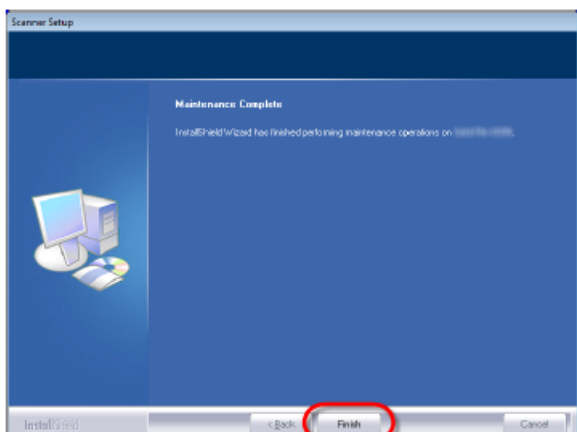 Scanner Setup
Maintenance Complete
InstallShield Wizard has finished performing maintenance operations on
InstallShield
< Back
Finish
Cancel